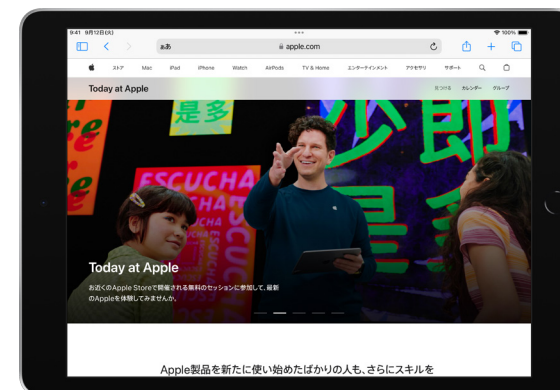 9:41 9月12日(火)
100%
ぁあ
apple.com
ストア Mac iPad iPhone Watch AirPods TV & Home エンターテインメント アクセサリ サポート
Today at Apple
見つける カレンダー グループ
是多
少
即
是多
ESCUCHA
ESCUCHA
Today at Apple
お近くのApple Storeで開催される無料のセッションに参加して、最新
のAppleを体験してみませんか。
Apple製品を新たに使い始めたばかりの人も、さらにスキルを